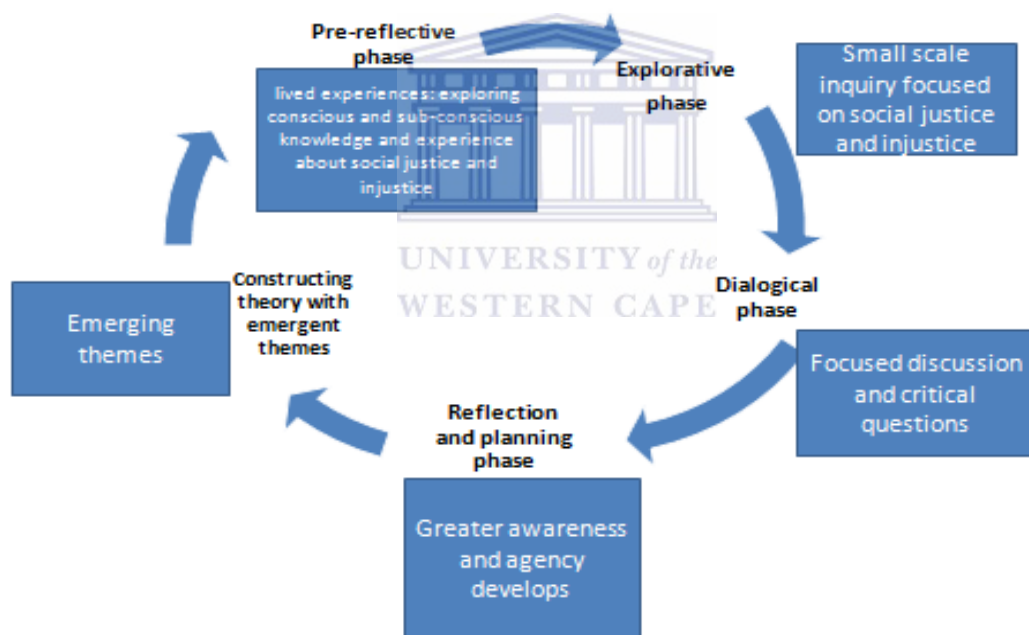 Pre-reflective
phase
lived experiences: exploring
conscious and sub-conscious
knowledge and experience
about social justice and
injustice
Explorative
phase
Small scale
inquiry focused
on social justice
and injustice
UNIVERSITY of the
WESTERN CAPE
Dialogical
phase
Focused discussion
and critical
questions
Reflection
and planning
phase
Greater awareness
and agency
develops
Constructing
theory with
emergent
themes
Emerging
themes